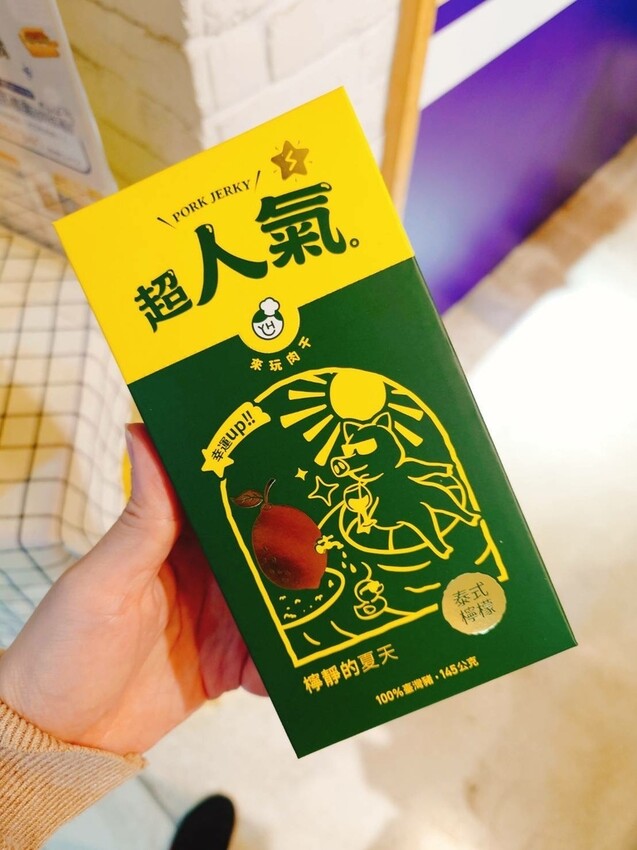 PORK JERKY
超人氣。
YH
來玩肉干
幸運up!!
泰式
檸檬
檸靜的夏天
100%臺灣豬・145公克